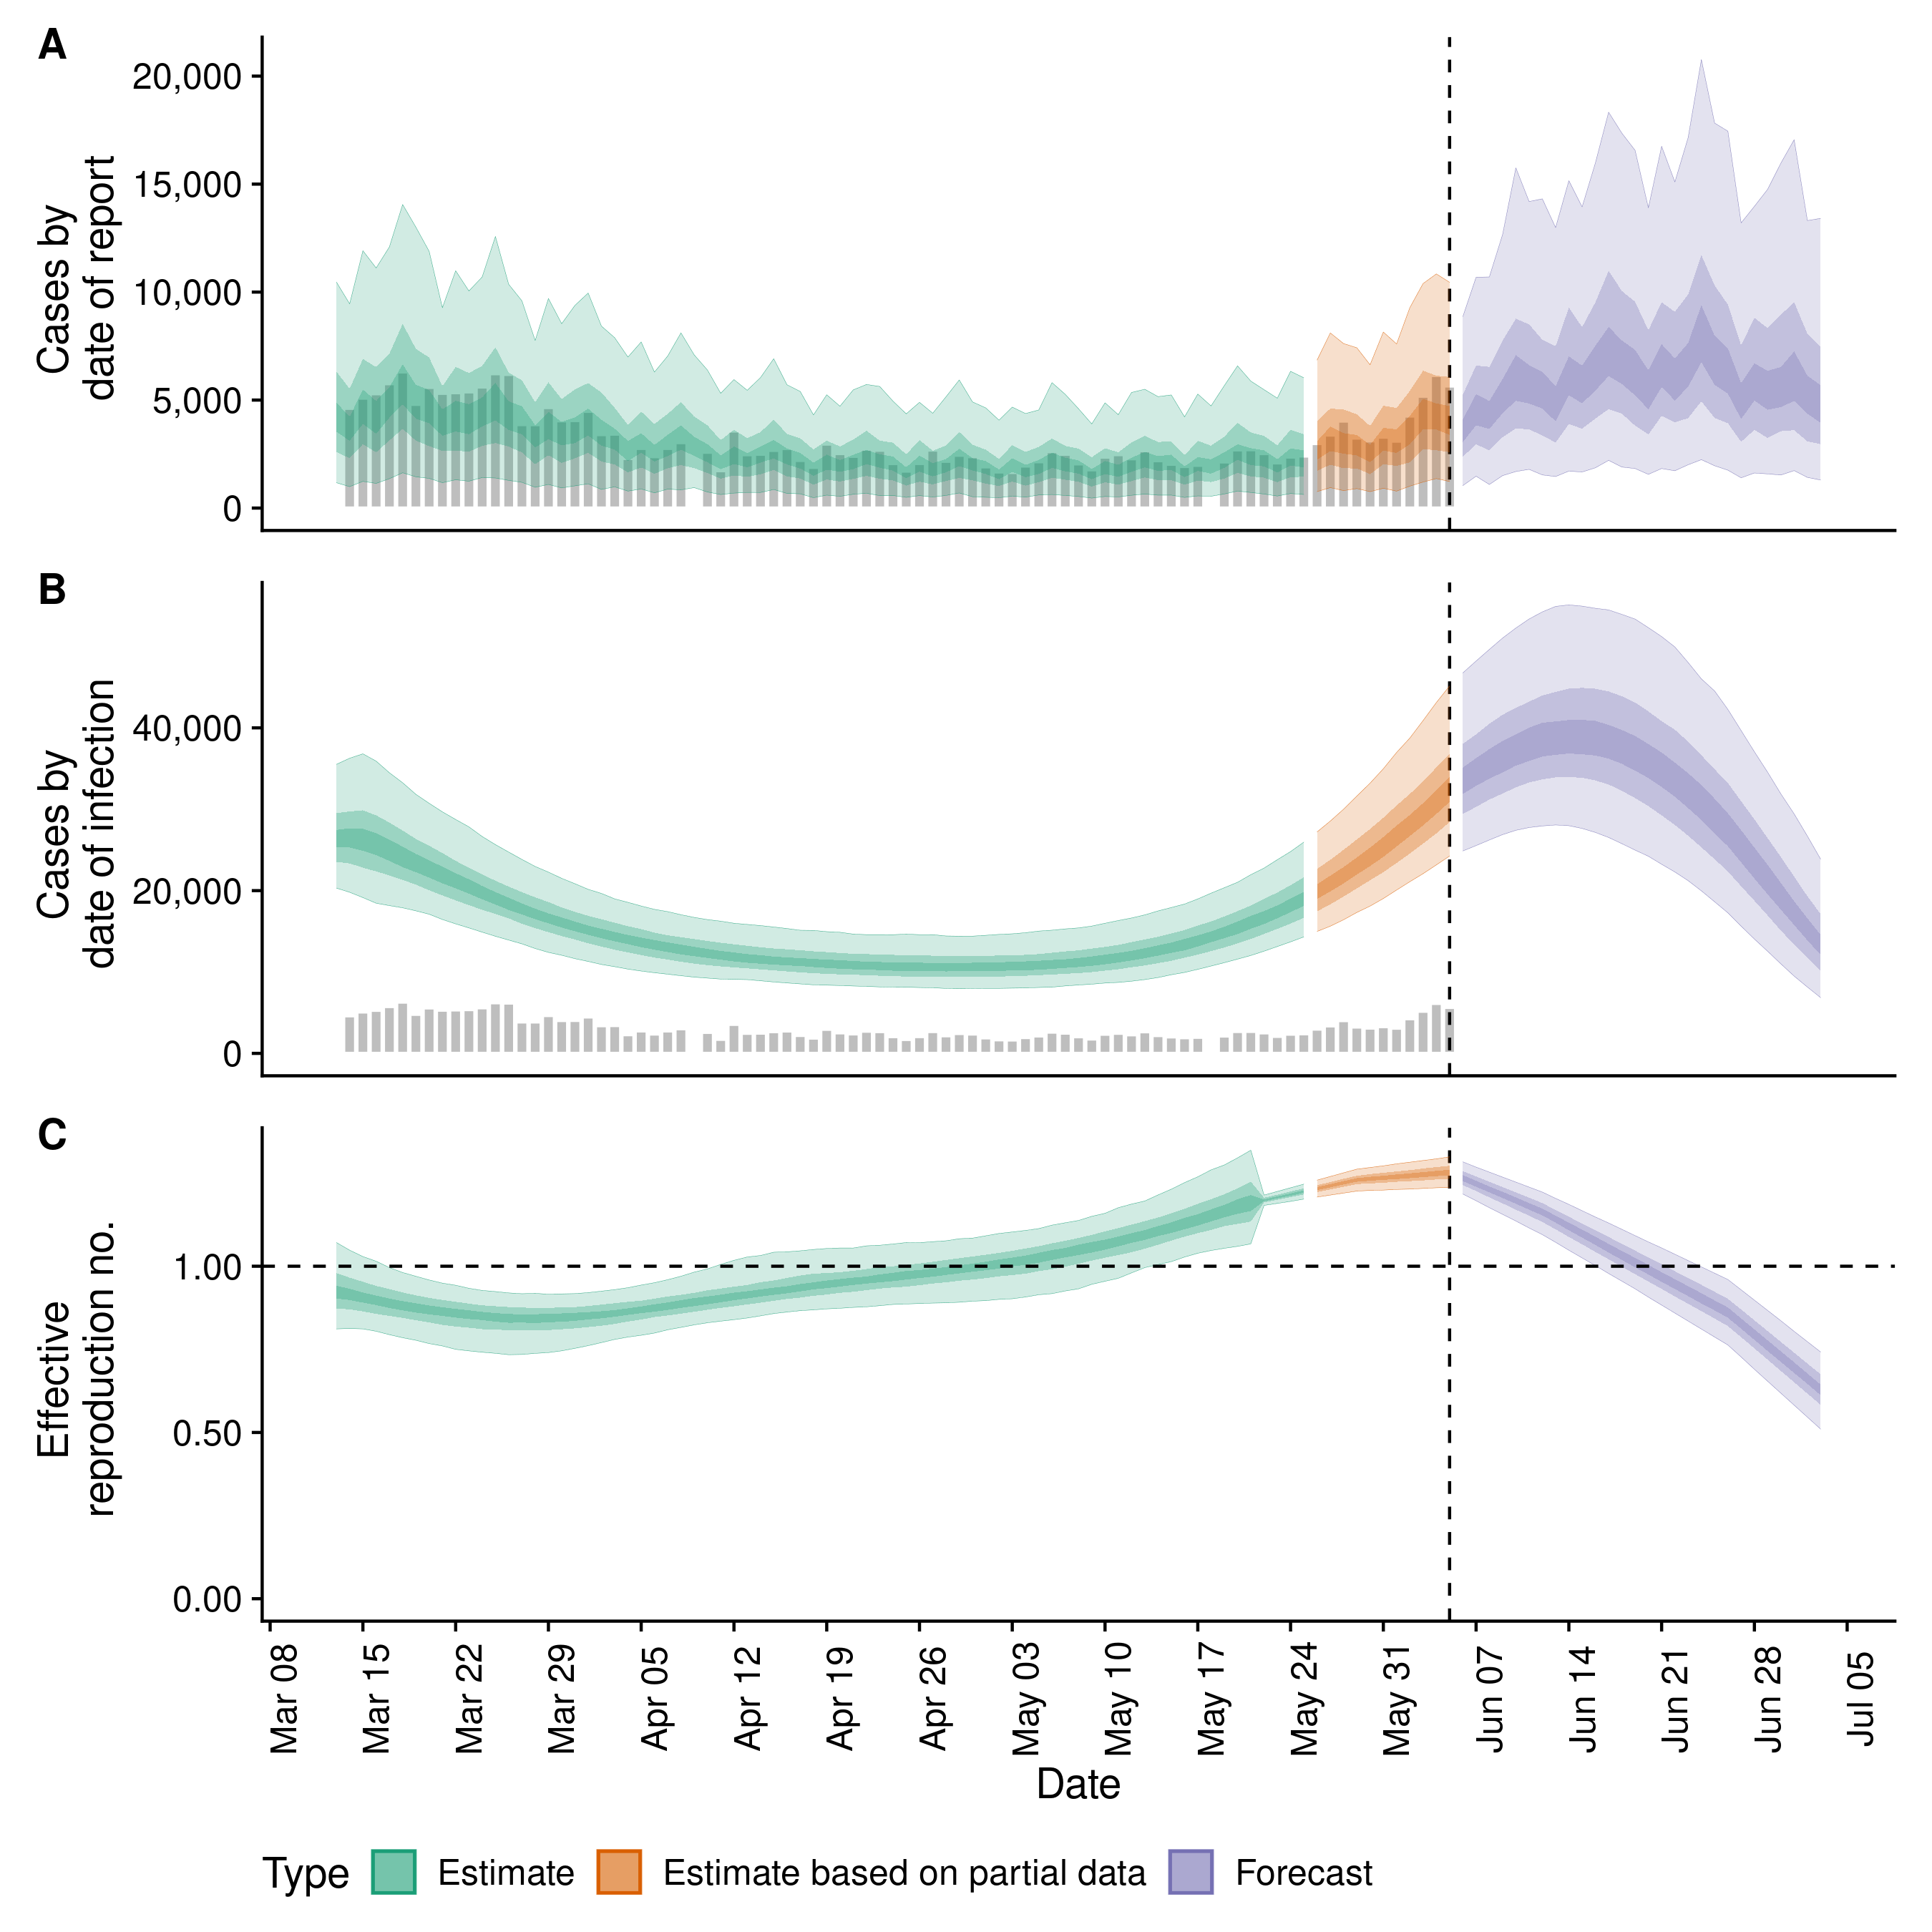 A
Cases by
date of report
20,000
15,000
10,000
5,000
0
B
Cases by
date of infection
40,000
20,000
0
C
Effective
reproduction no.
1.00
0.50
0.00
Mar 08
Mar 15
Mar 22
Mar 29
Apr 05
Apr 12
Apr 19
Apr 26
May 03
May 10
May 17
May 24
May 31
Jun 07
Jun 14
Jun 21
Jun 28
Jul 05
Date
Type Estimate Estimate based on partial data Forecast